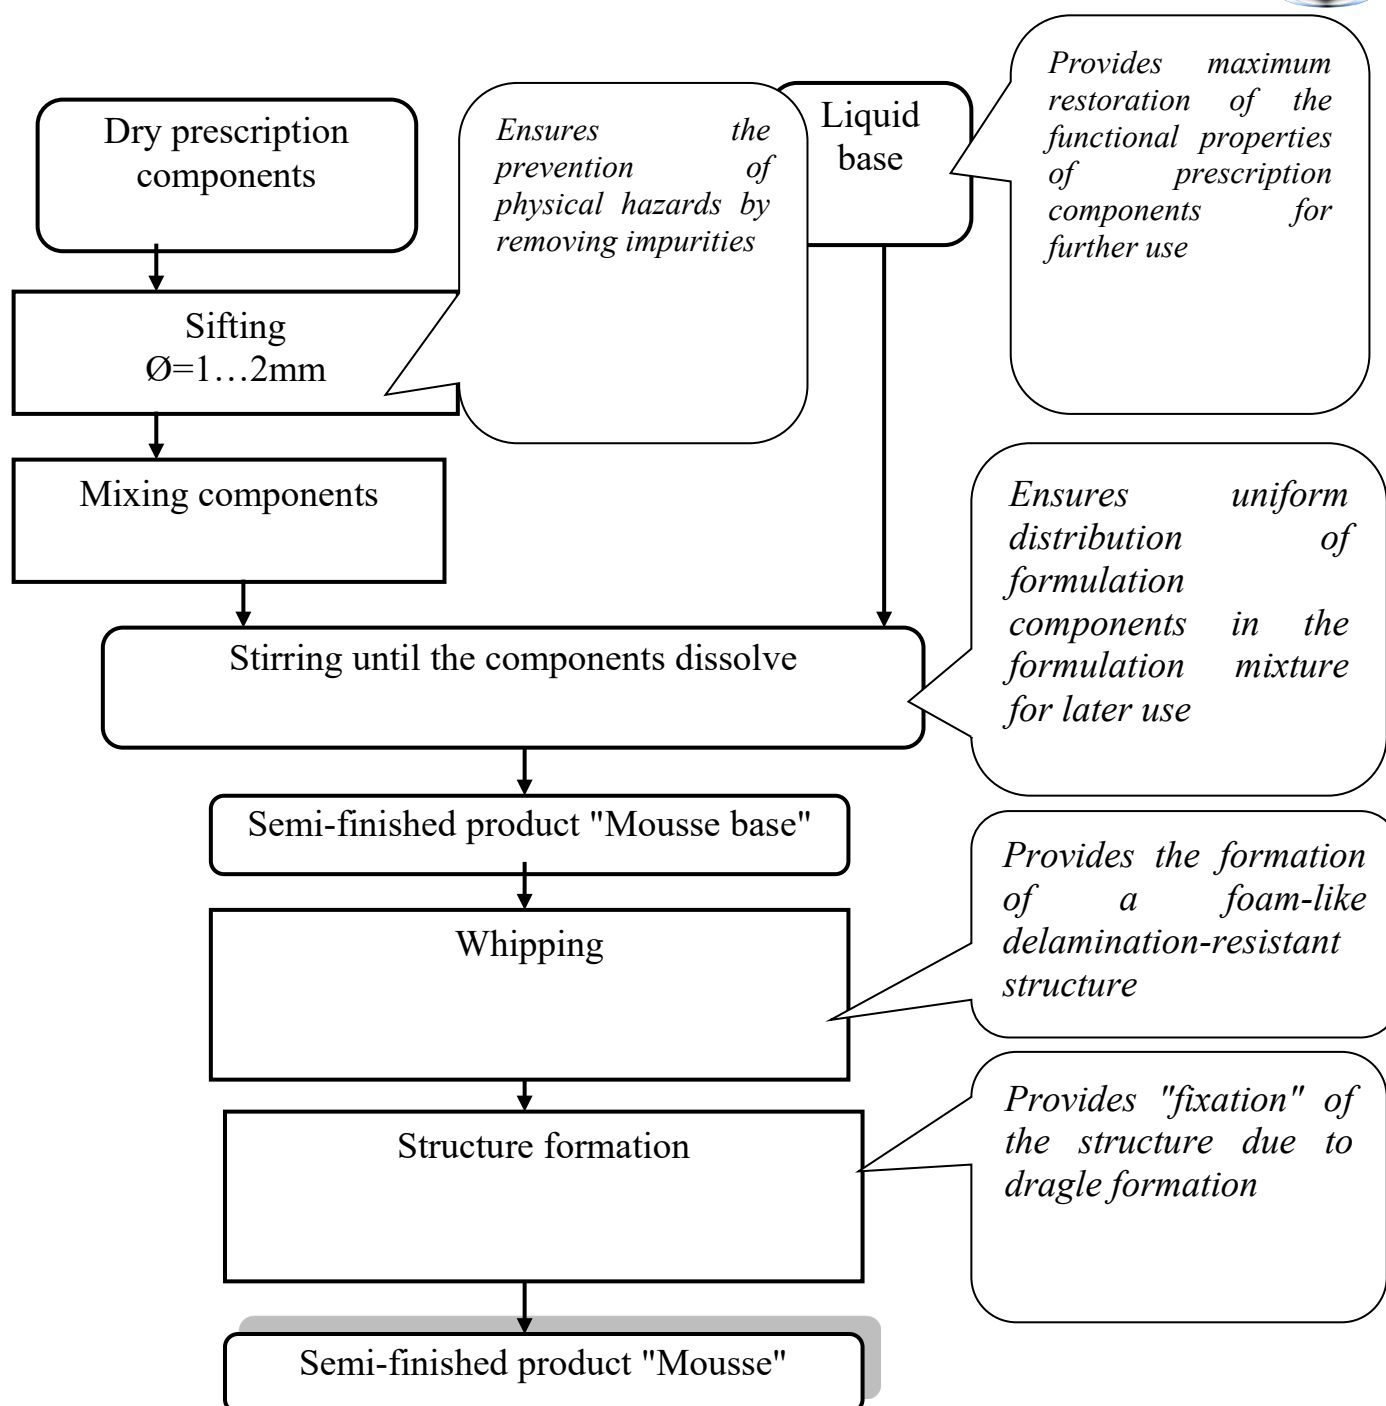 Dry prescription
components
Ensures the
prevention of
physical hazards by
removing impurities
Liquid
base
Provides maximum
restoration of the
functional properties
of prescription
components for
further use
Sifting
Ø=1…2mm
Mixing components
Ensures uniform
distribution of
formulation
components in the
formulation mixture
for later use
Stirring until the components dissolve
Semi-finished product "Mousse base"
Provides the formation
of a foam-like
delamination-resistant
structure
Whipping
Provides "fixation" of
the structure due to
dragle formation
Structure formation
Semi-finished product "Mousse"